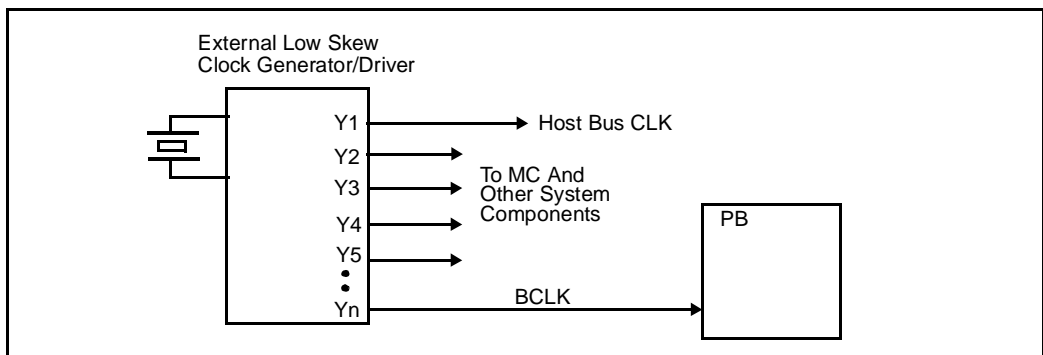 External Low Skew
Clock Generator/Driver
Y1
Host Bus CLK
Y2
Y3
To MC And
Other System
Components
Y4
PB
Y5
Yn
BCLK